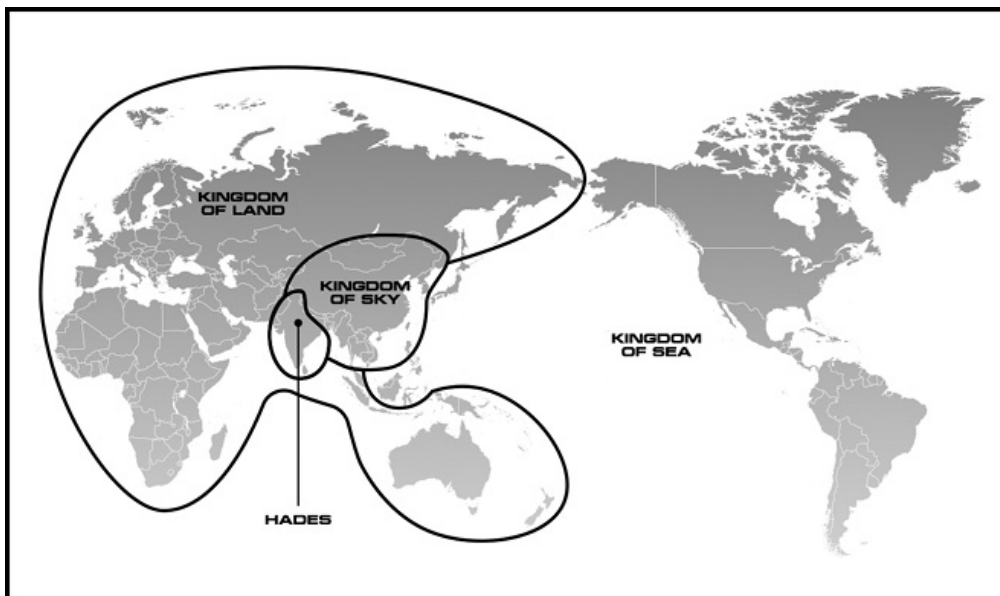 KINGDOM
OF LAND
KINGDOM
OF SKY
KINGDOM
OF SEA
HADES